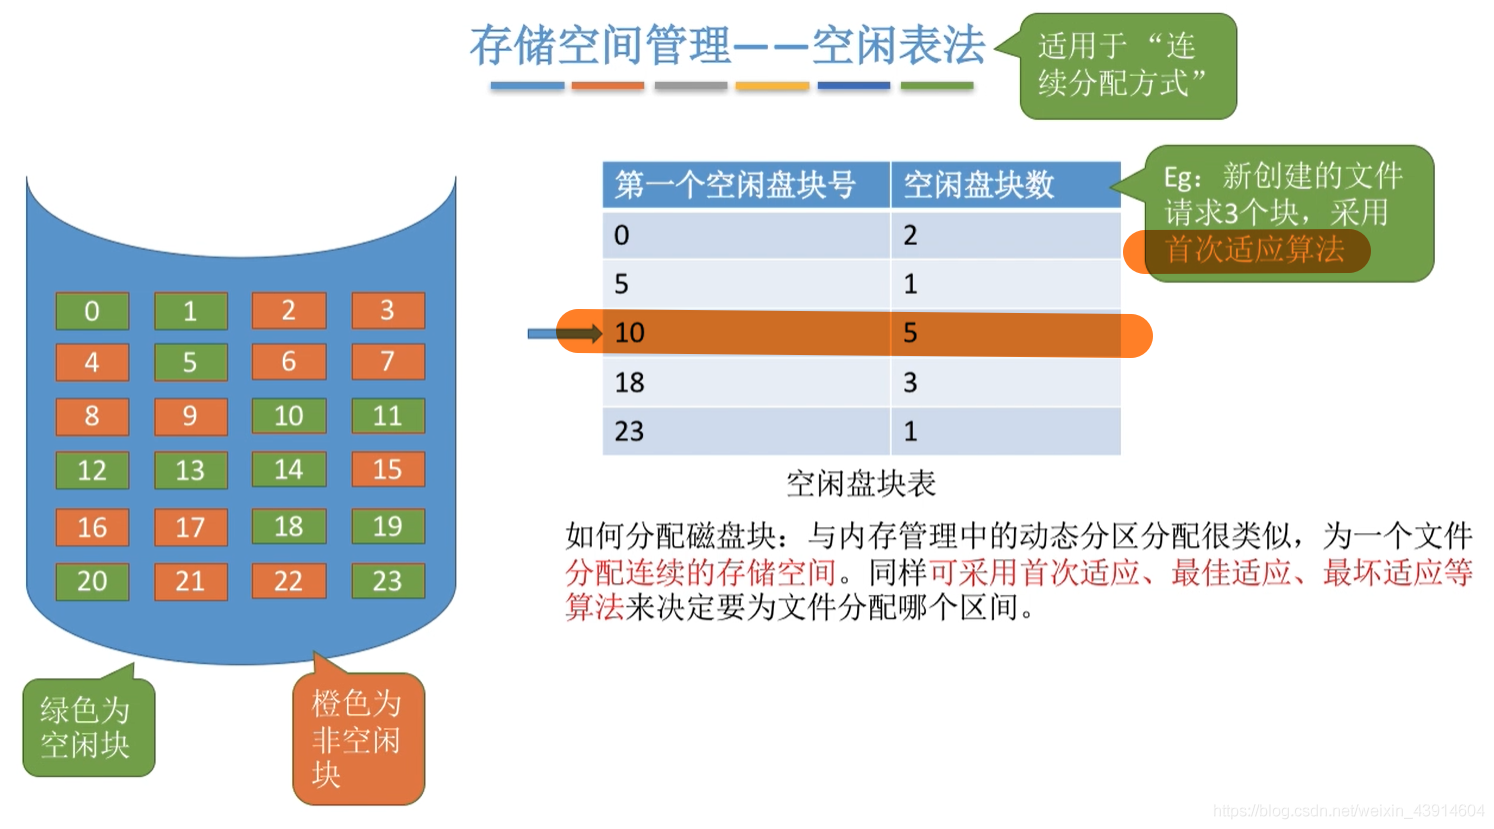 存储空间管理——空闲表法
适用于 “连
续分配方式”
第一个空闲盘块号 空闲盘块数
0 2
5 1
10 5
18 3
23 1
空闲盘块表
Eg：新创建的文件
请求3个块，采用
首次适应算法
0 1 2 3
4 5 6 7
8 9 10 11
12 13 14 15
16 17 18 19
20 21 22 23
绿色为
空闲块
橙色为
非空闲
块
如何分配磁盘块：与内存管理中的动态分区分配很类似，为一个文件
分配连续的存储空间。同样可采用首次适应、最佳适应、最坏适应等
算法来决定要为文件分配哪个区间。
https://blog.csdn.net/weixin_43914604